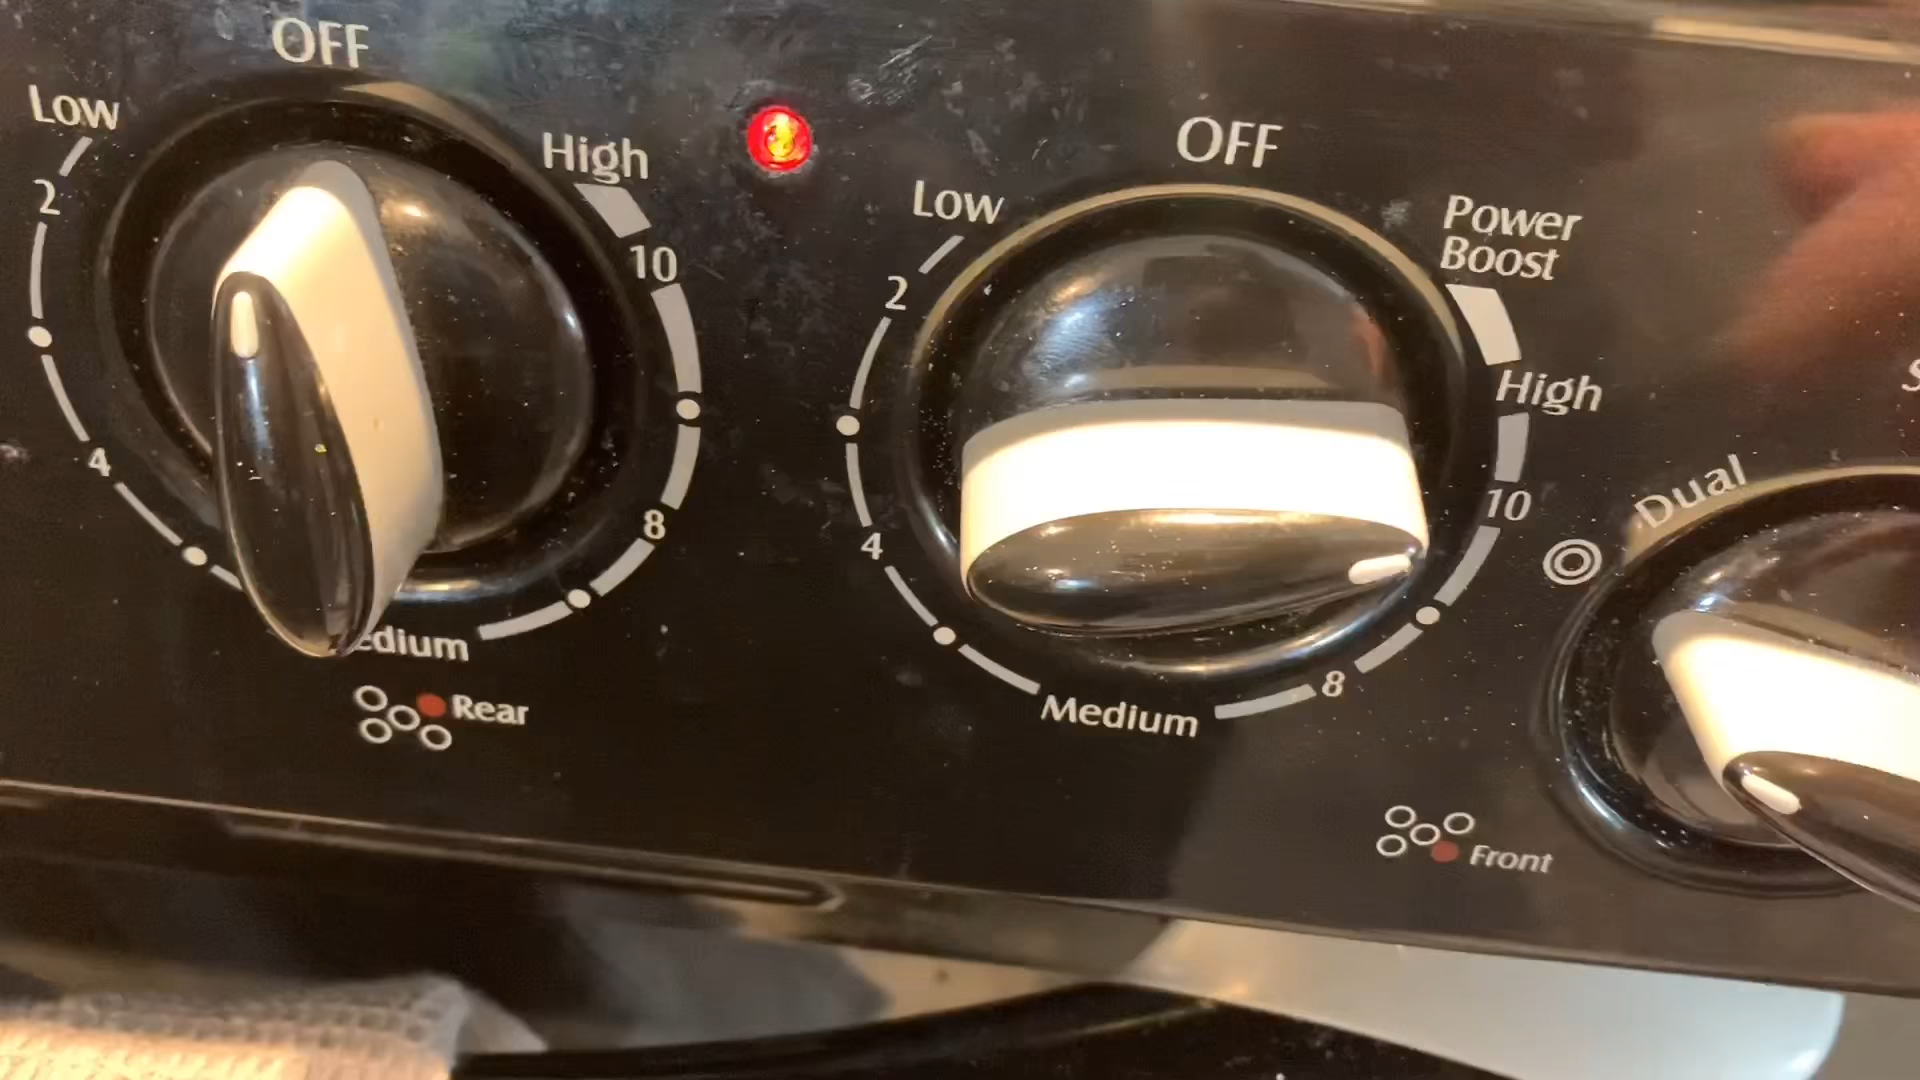 OFF
Low
High
2
10
4
8
edium
Rear
OFF
Low
Power
Boost
2
High
10
4
8
Medium
Front
Dual
S